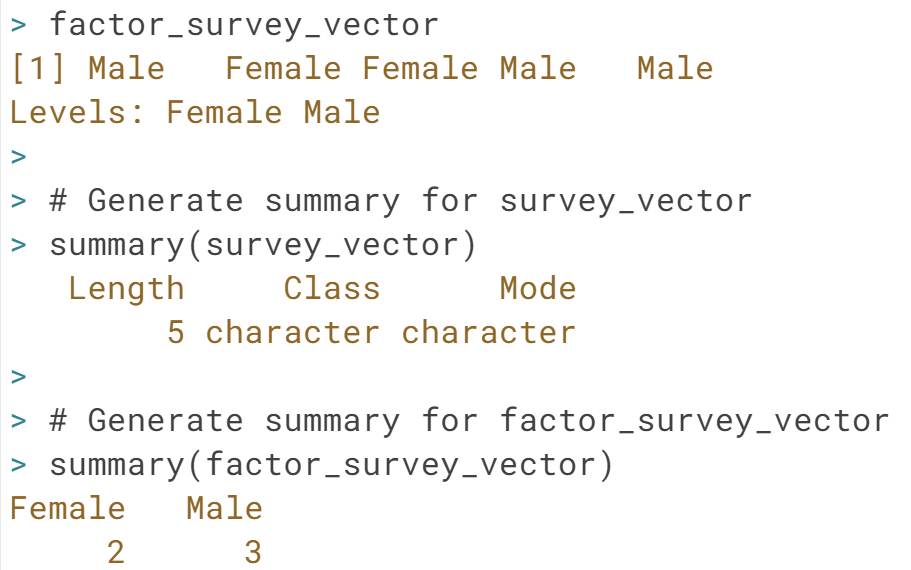 > factor_survey_vector
[1] Male   Female Female Male   Male
Levels: Female Male
>
> # Generate summary for survey_vector
> summary(survey_vector)
   Length     Class      Mode
        5 character character
>
> # Generate summary for factor_survey_vector
> summary(factor_survey_vector)
Female   Male
     2      3